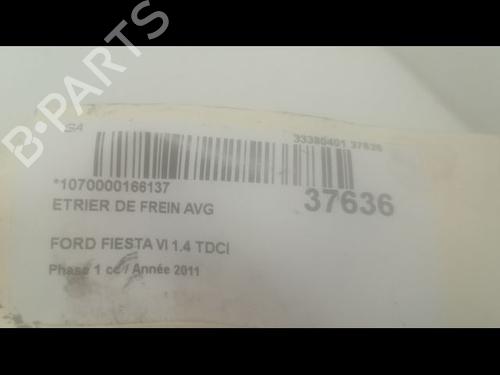 B-PARTS
33380401 37636
*1070000166137
37636
ETRIER DE FREIN AVG
FORD FIESTA VI 1.4 TDCI
Phase 1 cc / Année 2011